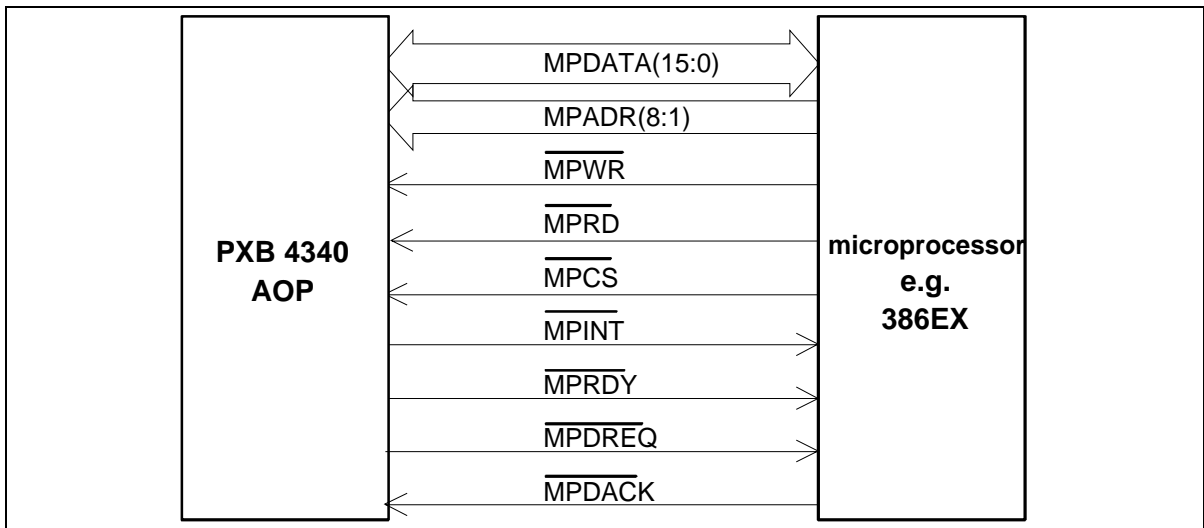 PXB 4340
AOP
MPDATA(15:0)
MPADR(8:1)
MPWR
MPRD
MPCS
MPINT
MPRDY
MPDREQ
MPDACK
microprocessor
e.g.
386EX